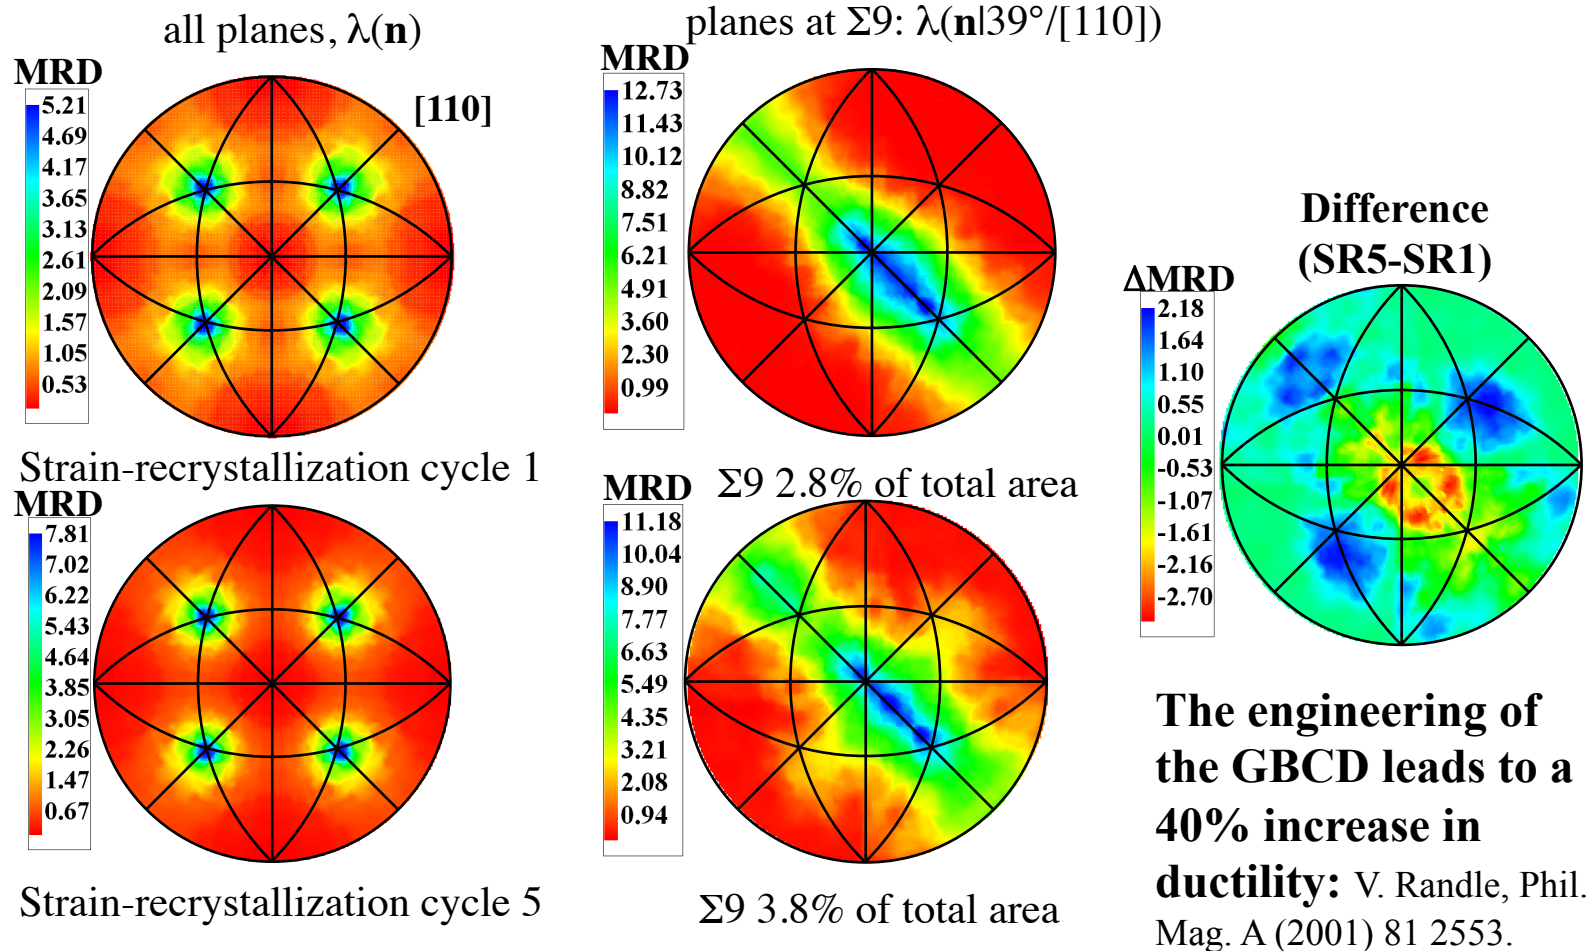 all planes, λ(n)
MRD
5.21
4.69
4.17
3.65
3.13
2.61
2.09
1.57
1.05
0.53
[110]
Strain-recrystallization cycle 1
planes at Σ9: λ(n|39°/[110])
MRD
12.73
11.43
10.12
8.82
7.51
6.21
4.91
3.60
2.30
0.99
Σ9 2.8% of total area
MRD
7.81
7.02
6.22
5.43
4.64
3.85
3.05
2.26
1.47
0.67
Strain-recrystallization cycle 5
MRD
11.18
10.04
8.90
7.77
6.63
5.49
4.35
3.21
2.08
0.94
Σ9 3.8% of total area
Difference
(SR5-SR1)
ΔMRD
2.18
1.64
1.10
0.55
0.01
-0.53
-1.07
-1.61
-2.16
-2.70
The engineering of
the GBCD leads to a
40% increase in
ductility: V. Randle, Phil.
Mag. A (2001) 81 2553.